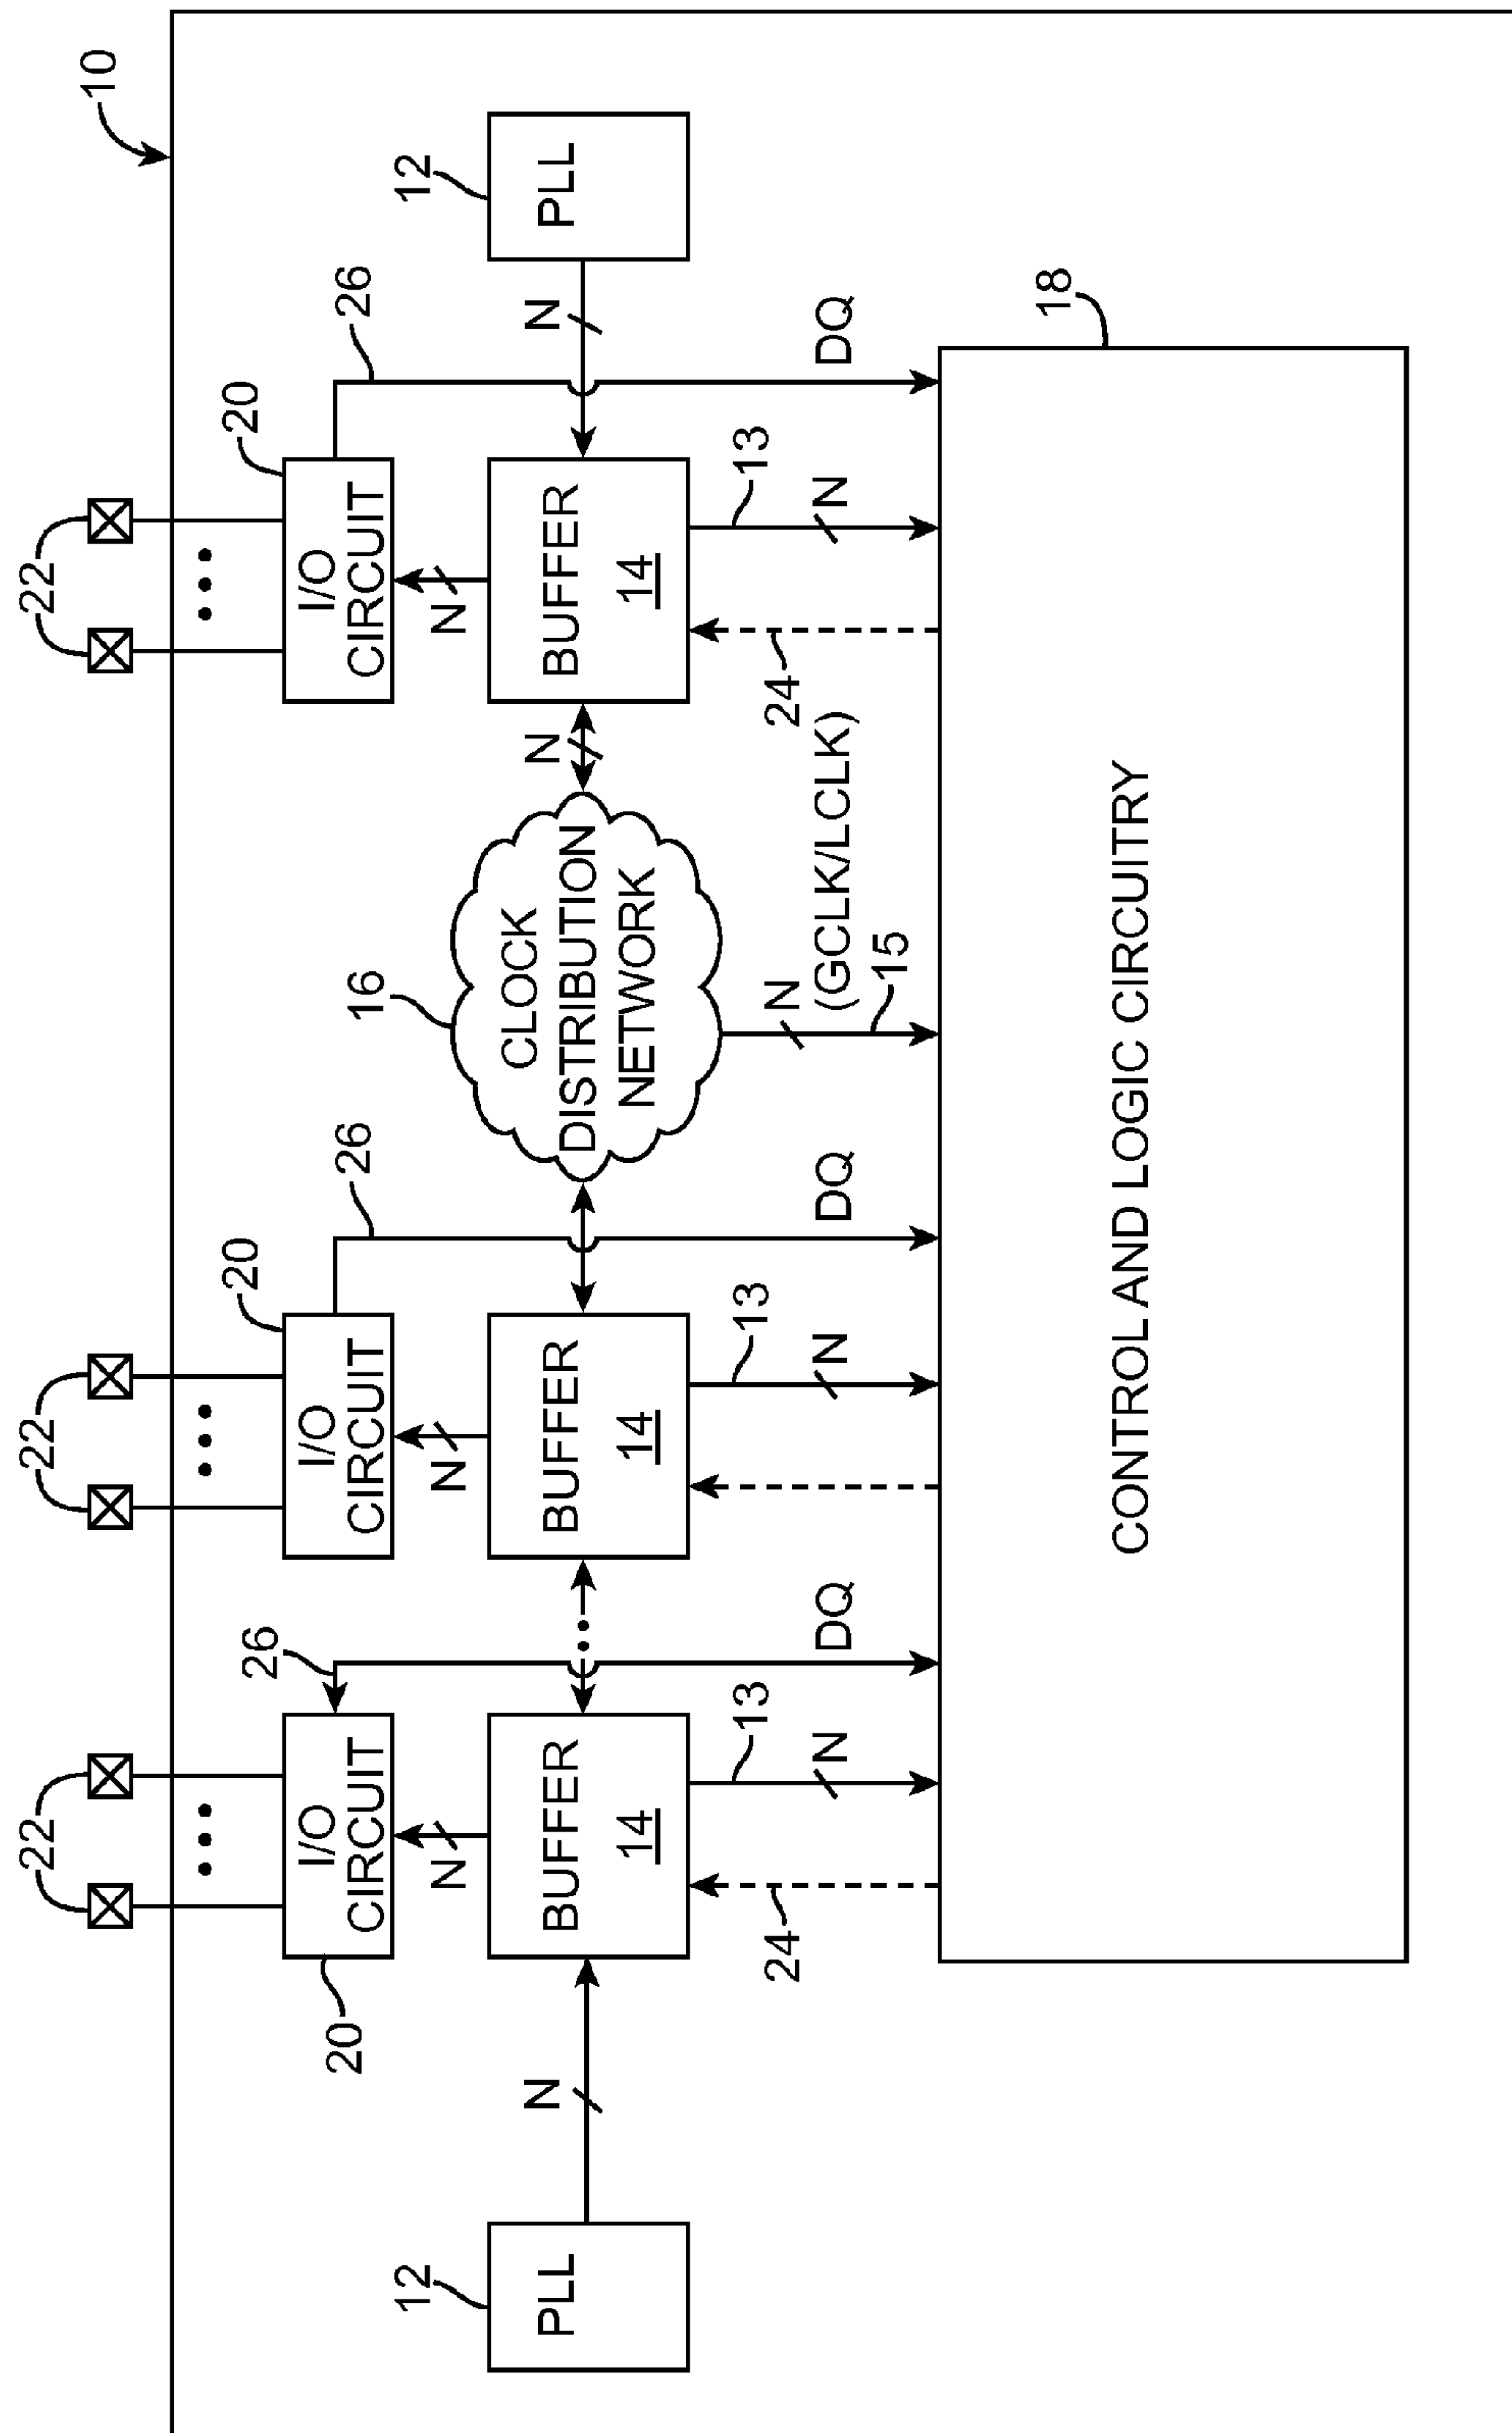 22
22
22
10
26
20
20
20
I/O
CIRCUIT
I/O
CIRCUIT
I/O
CIRCUIT
26
26
16
12
12
N
N
N
PLL
N
BUFFER
14
BUFFER
14
CLOCK
DISTRIBUTION
NETWORK
N
BUFFER
14
N
PLL
24
13
N
DQ
13
N
DQ
N
(GCLK/LCLK)
15
24
13
N
DQ
18
CONTROL AND LOGIC CIRCUITRY